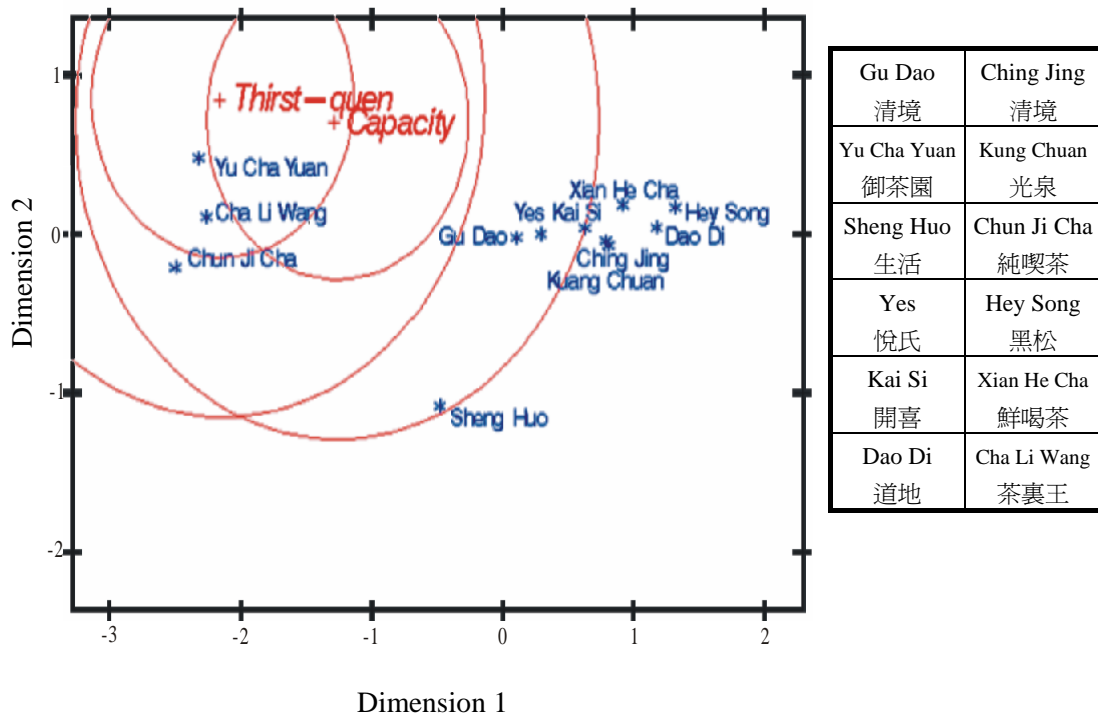 1
0
-1
-2
Dimension 2
Thirst-quen
Capacity
Yu Cha Yuan
Cha Li Wang
Chun Ji Cha
Xian He Cha
Yes Kai Si
Hey Song
Gu Dao
Dao Di
Ching Jing
Kuang Chuan
Sheng Huo
-3 -2 -1 0 1 2
Dimension 1
Gu Dao Ching Jing
清境 清境
Yu Cha Yuan Kung Chuan
御茶園 光泉
Sheng Huo Chun Ji Cha
生活 純喫茶
Yes Hey Song
悅氏 黑松
Kai Si Xian He Cha
開喜 鮮喝茶
Dao Di Cha Li Wang
道地 茶裏王